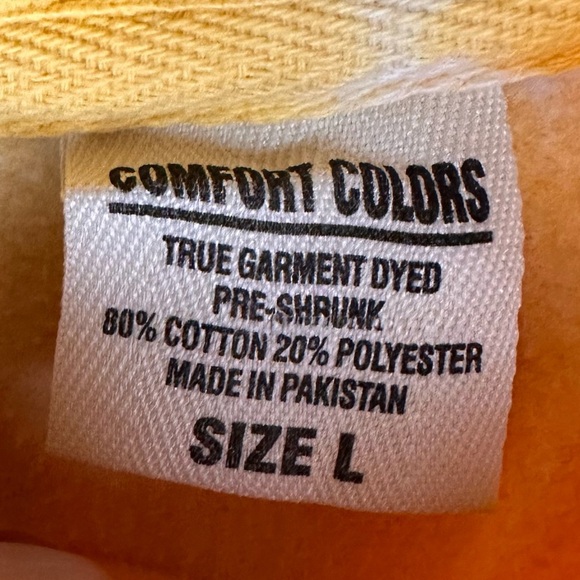 COMFORT COLORS
TRUE GARMENT DYED
PRE-SHRUNK
80% COTTON 20% POLYESTER
MADE IN PAKISTAN
SIZE L